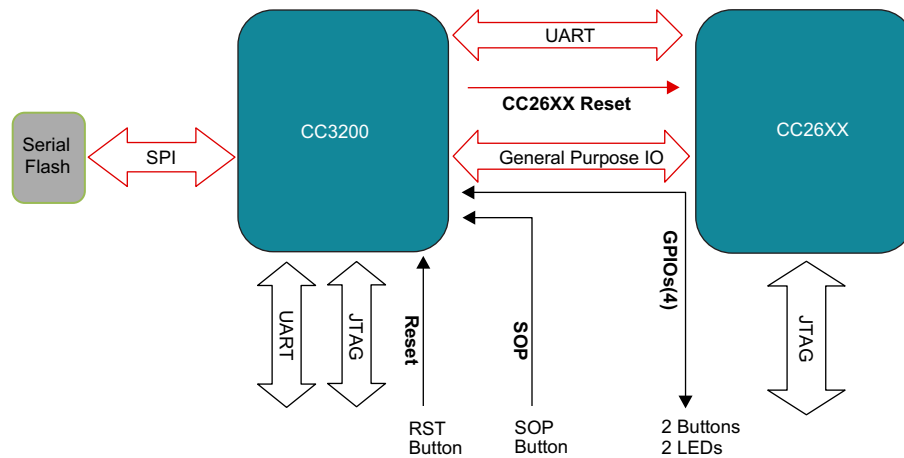 UART
CC26XX Reset
CC3200
CC26XX
Serial
Flash
SPI
General Purpose IO
GPIOs(4)
UART
JTAG
Reset
SOP
JTAG
RST
Button
SOP
Button
2 Buttons
2 LEDs